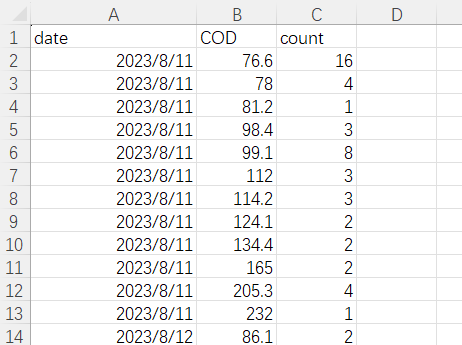 A B C D
1 date COD count
2 2023/8/11 76.6 16
3 2023/8/11 78 4
4 2023/8/11 81.2 1
5 2023/8/11 98.4 3
6 2023/8/11 99.1 8
7 2023/8/11 112 3
8 2023/8/11 114.2 3
9 2023/8/11 124.1 2
10 2023/8/11 134.4 2
11 2023/8/11 165 2
12 2023/8/11 205.3 4
13 2023/8/11 232 1
14 2023/8/12 86.1 2